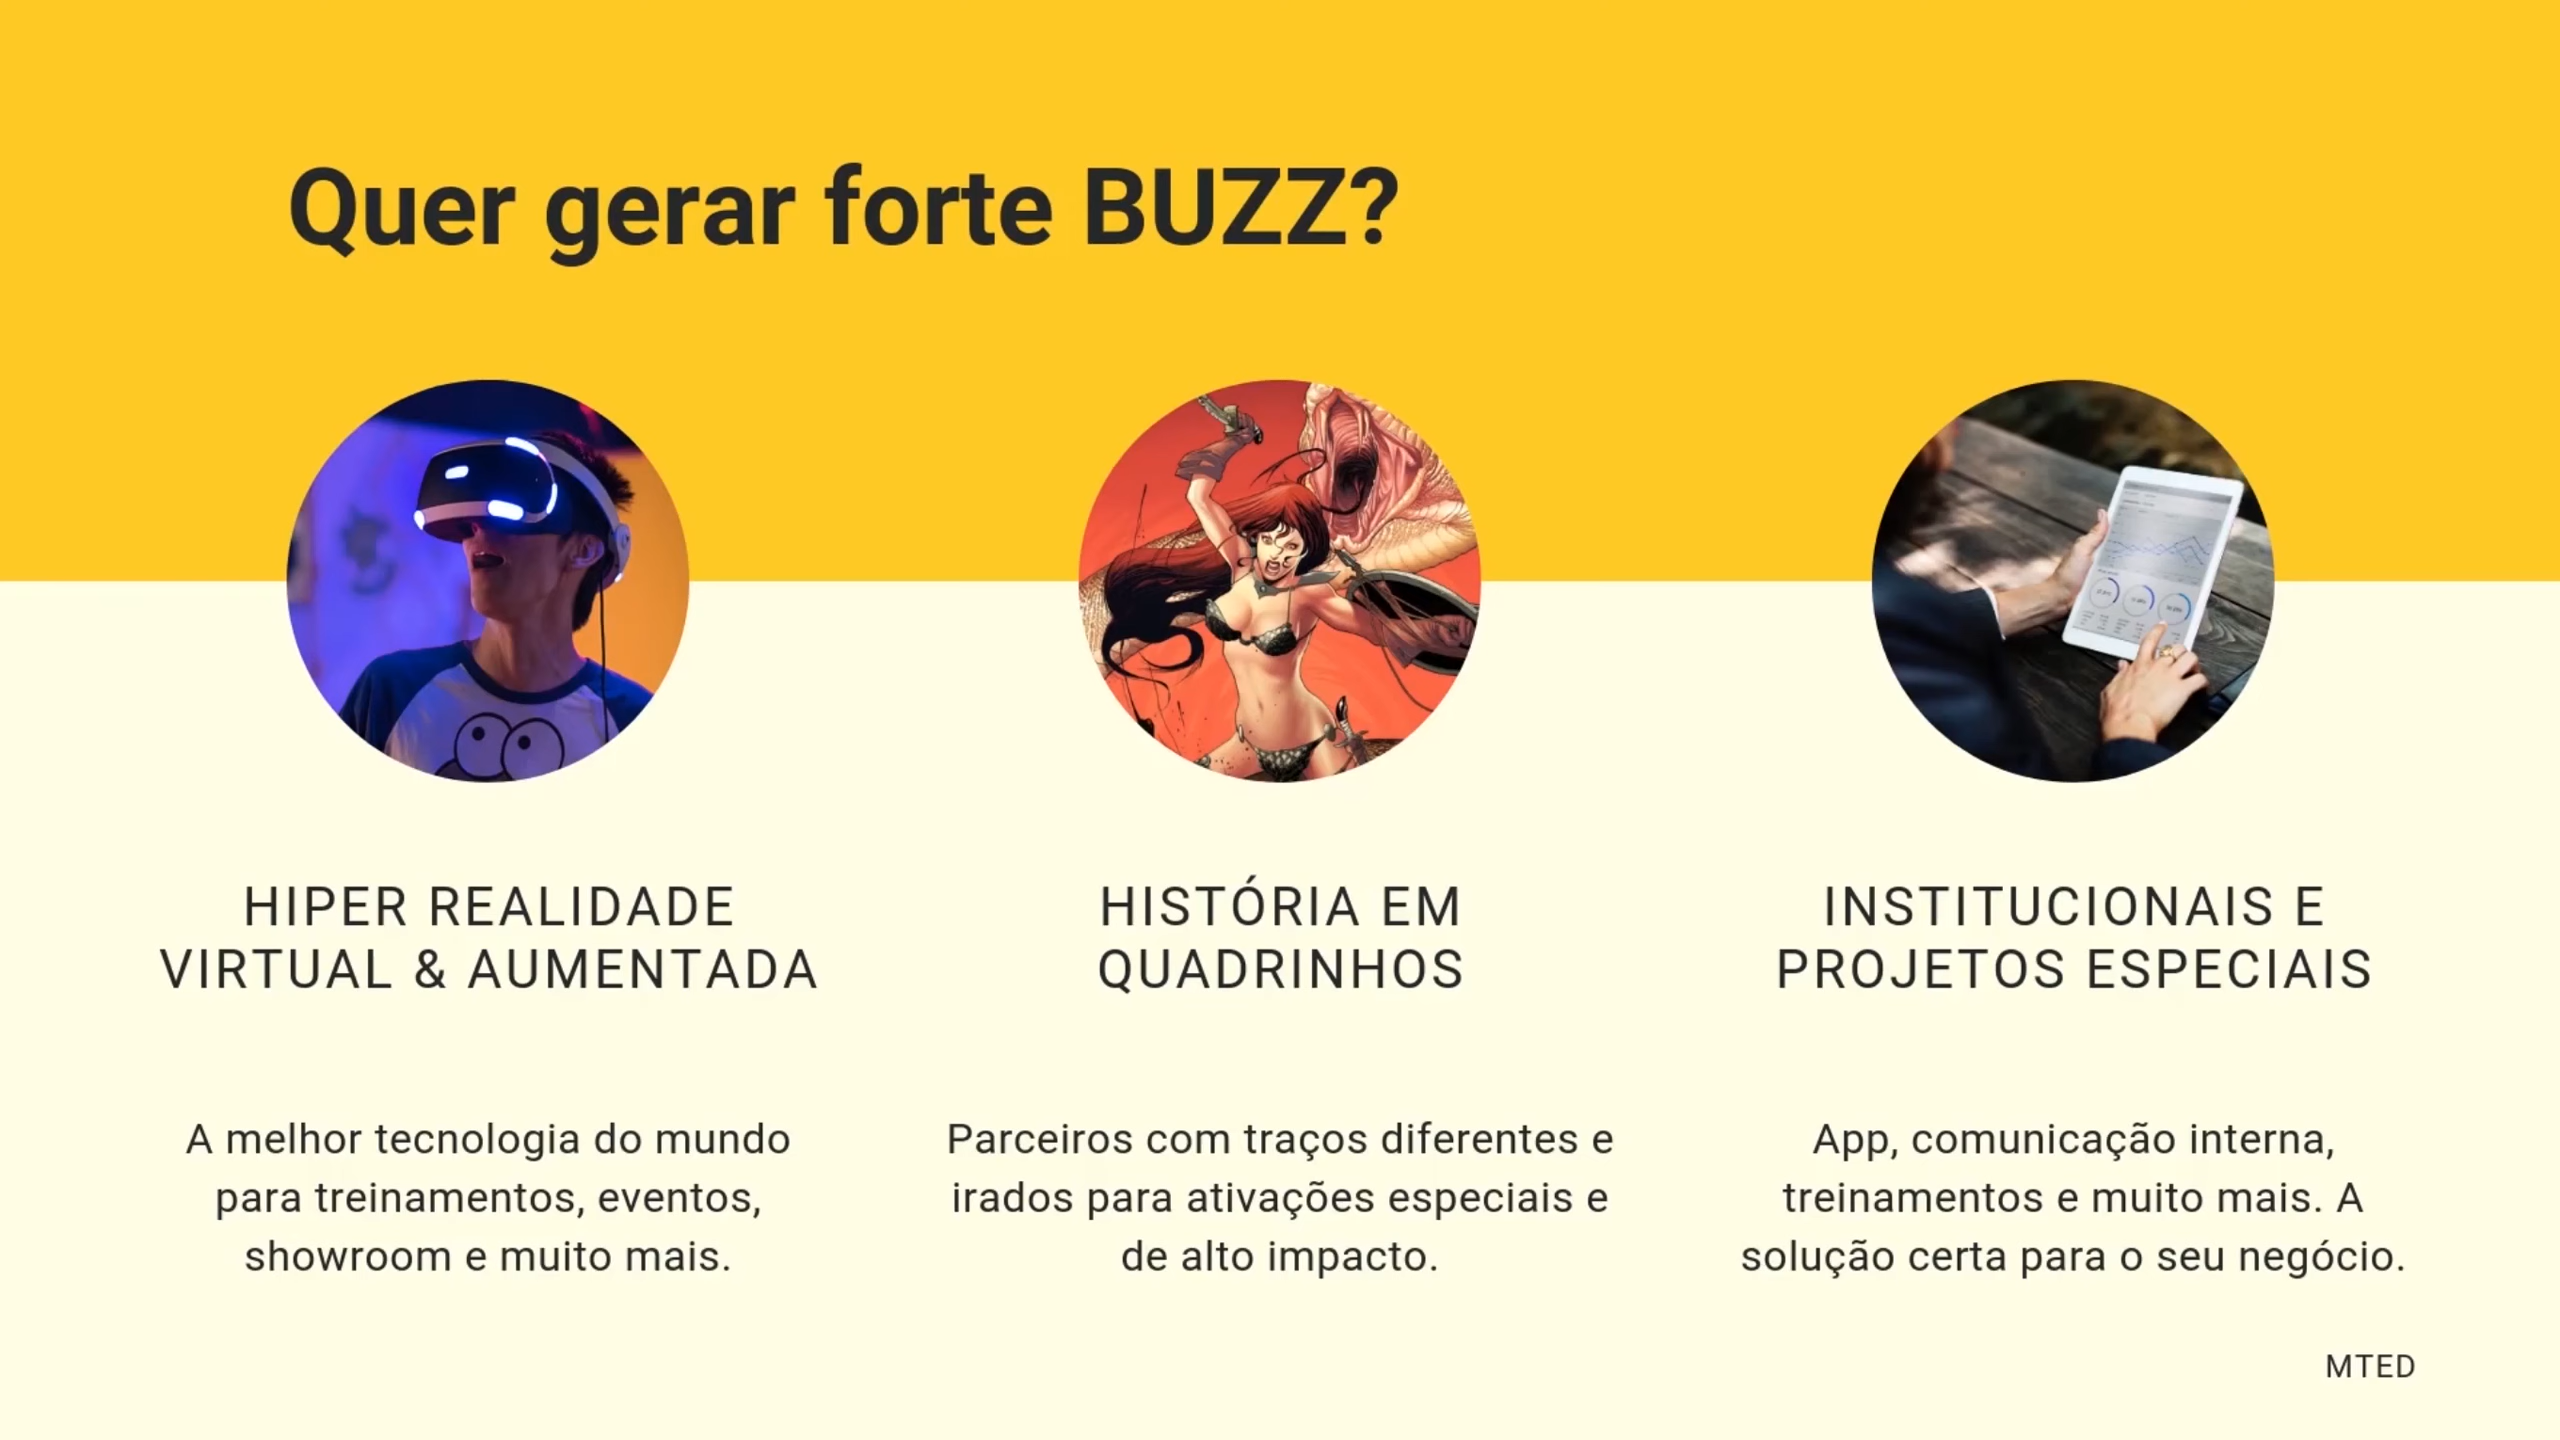 Quer gerar forte BUZZ?
HIPER REALIDADE
VIRTUAL & AUMENTADA
A melhor tecnologia do mundo
para treinamentos, eventos,
showroom e muito mais.
HISTÓRIA EM
QUADRINHOS
Parceiros com traços diferentes e
irados para ativações especiais e
de alto impacto.
INSTITUCIONAIS E
PROJETOS ESPECIAIS
App, comunicação interna,
treinamentos e muito mais. A
solução certa para o seu negócio.
MTED